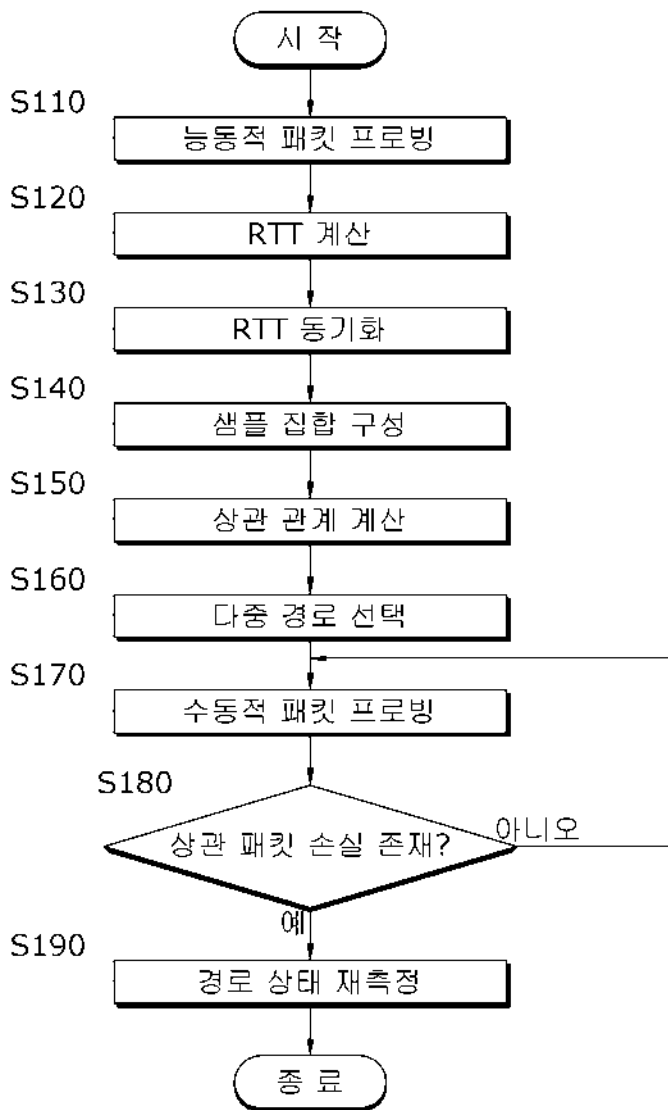 시 작
S110
능동적 패킷 프로빙
S120
RTT 계산
S130
RTT 동기화
S140
샘플 집합 구성
S150
상관 관계 계산
S160
다중 경로 선택
S170
수동적 패킷 프로빙
S180
상관 패킷 손실 존재?
아니오
예
S190
경로 상태 재측정
종 료